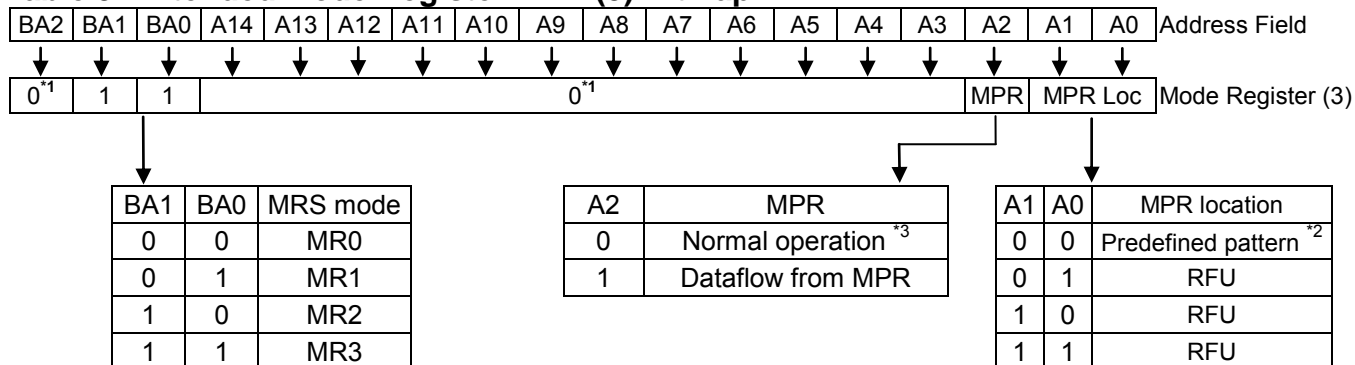 BA2 BA1 BA0 A14 A13 A12 A11 A10 A9 A8 A7 A6 A5 A4 A3 A2 A1 A0 Address Field
0*1 1 1 0*1 MPR MPR Loc Mode Register (3)
BA1 BA0 MRS mode
0 0 MR0
0 1 MR1
1 0 MR2
1 1 MR3
A2 MPR
0 Normal operation *3
1 Dataflow from MPR
A1 A0 MPR location
0 0 Predefined pattern *2
0 1 RFU
1 0 RFU
1 1 RFU